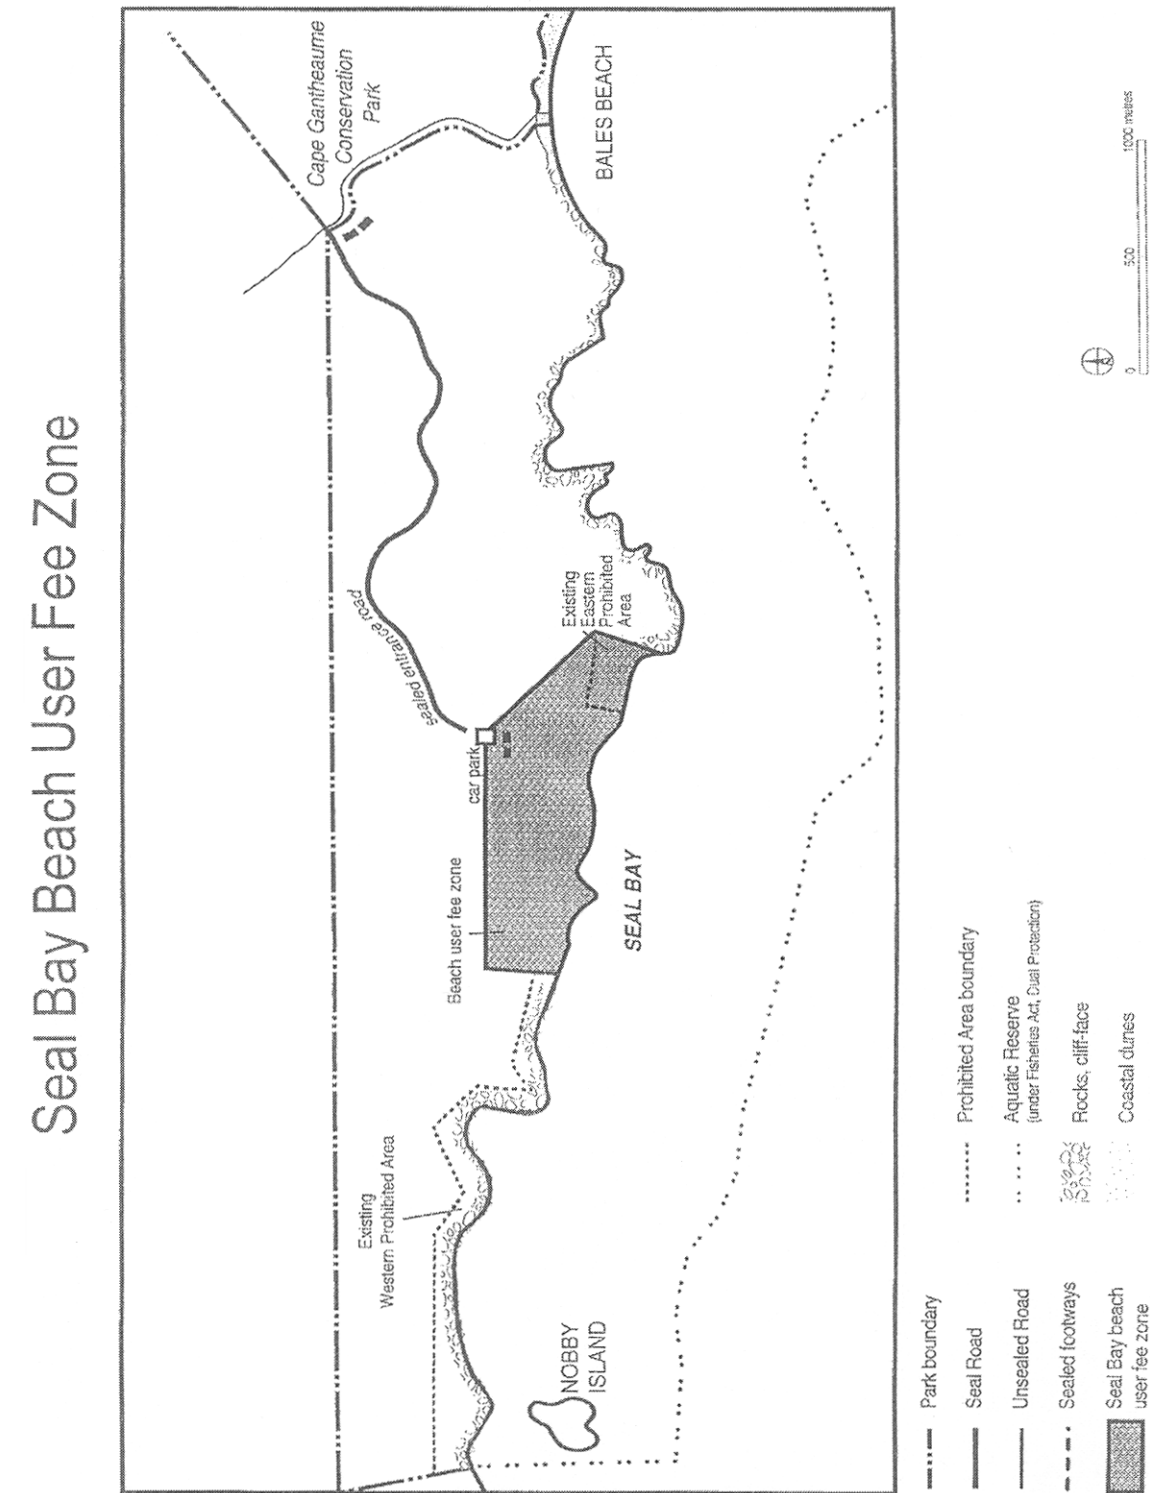 Seal Bay Beach User Fee Zone
Cape Gantheaume
Conservation
Park
BALES BEACH
sealed entrance road
car park
Existing
Eastern
Prohibited
Area
Beach user fee zone
SEAL BAY
Existing
Western Prohibited Area
NOBBY
ISLAND
Park boundary
Seal Road
Unsealed Road
Sealed footways
Seal Bay beach
user fee zone
Prohibited Area boundary
Aquatic Reserve
(under Fisheries Act, Dual Protection)
Rocks, cliff-face
Coastal dunes
0
500
1000 metres